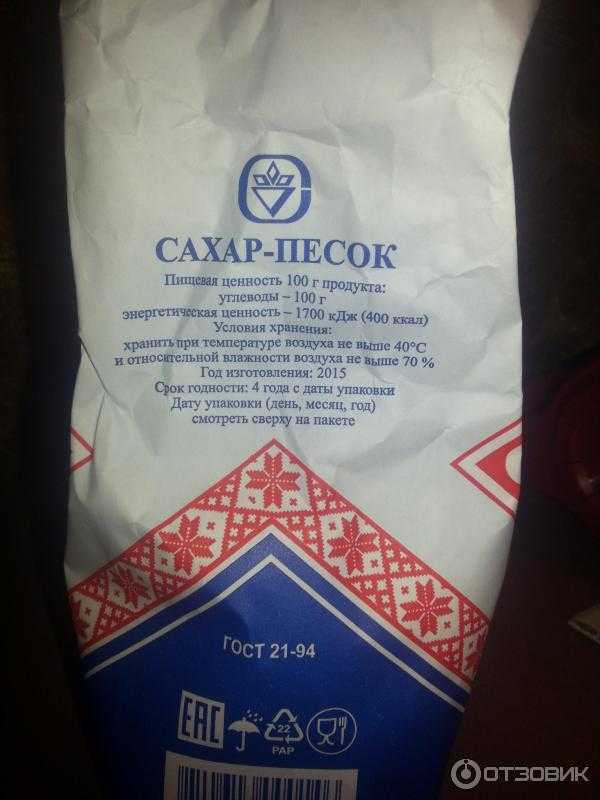 САХАР-ПЕСОК
Пищевая ценность 100 г продукта:
углеводы – 100 г
энергетическая ценность – 1700 кДж (400 ккал)
Условия хранения:
хранить при температуре воздуха не выше 40°С
и относительной влажности воздуха не выше 70 %
Год изготовления: 2015
Срок годности: 4 года с даты упаковки
Дату упаковки (день, месяц, год)
смотреть сверху на пакете
ГОСТ 21-94
ЕАС
22
PAP
ОТЗОВИК